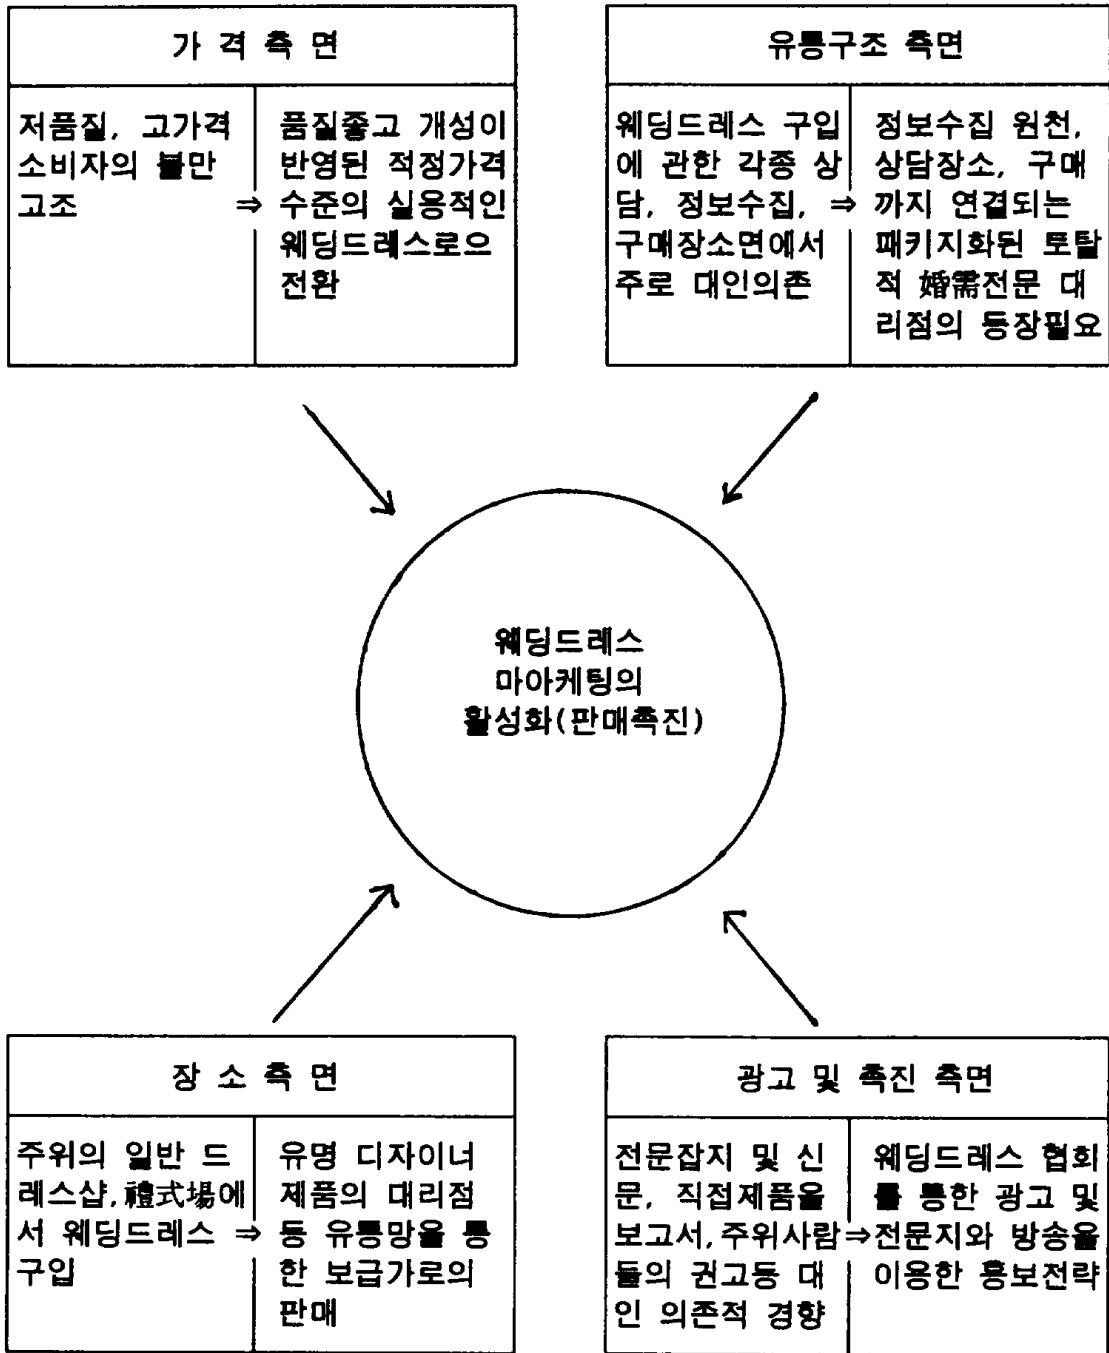 가 격 측 면
저품질, 고가격
소비자의 불만
고조 ⇒
품질좋고 개성이
반영된 적정가격
수준의 실용적인
웨딩드레스로으
전환
유통구조 측면
웨딩드레스 구입
에 관한 각종 상
담, 정보수집, ⇒
구매장소면에서
주로 대인의존
정보수집 원천,
상담장소, 구매
까지 연결되는
패키지화된 토탈
적 婚需전문 대
리점의 등장필요
웨딩드레스
마아케팅의
활성화(판매촉진)
장 소 측 면
주위의 일반 드
레스샵,禮式場에
서 웨딩드레스 ⇒
구입
유명 디자이너
제품의 대리점
등 유통망을 통
한 보급가로의
판매
광고 및 촉진 측면
전문잡지 및 신
문, 직접제품을
보고서,주위사람⇒
들의 권고등 대
인 의존적 경향
웨딩드레스 협회
를 통한 광고 및
전문지와 방송을
이용한 홍보전략